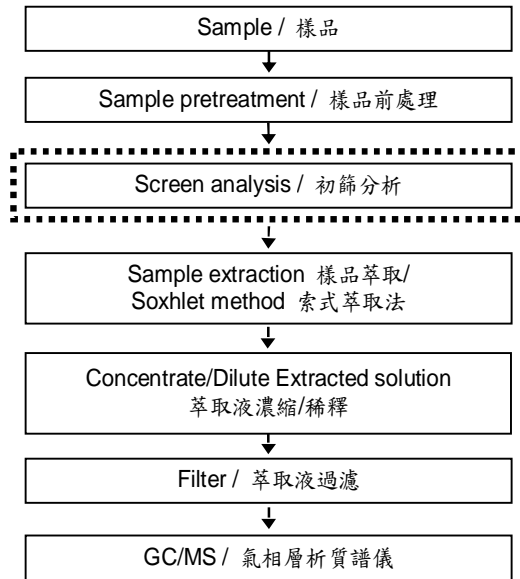 Sample / 樣品
Sample pretreatment / 樣品前處理
Screen analysis / 初篩分析
Sample extraction 樣品萃取/
Soxhlet method 索式萃取法
Concentrate/Dilute Extracted solution
萃取液濃縮/稀釋
Filter / 萃取液過濾
GC/MS / 氣相層析質譜儀